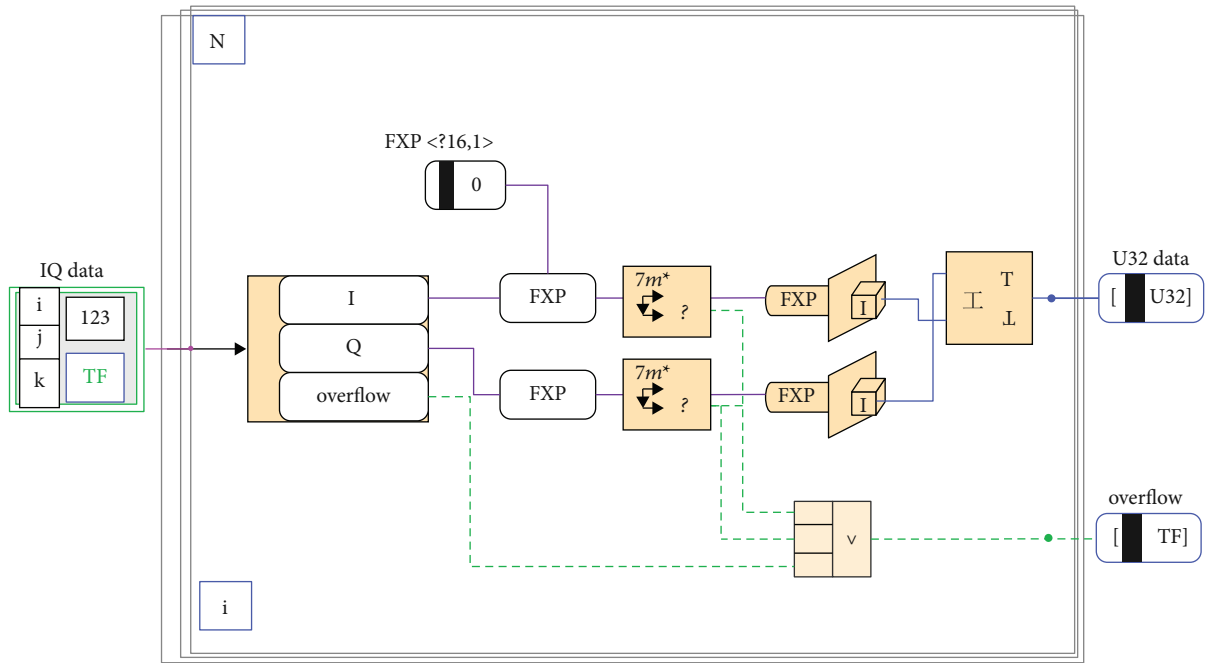 N
FXP <?16,1>
0
IQ data
i
j
k
123
TF
I
Q
overflow
FXP
FXP
7m*
?
7m*
?
FXP
I
FXP
I
T
U32 data
[ U32]
v
overflow
[ TF]
i